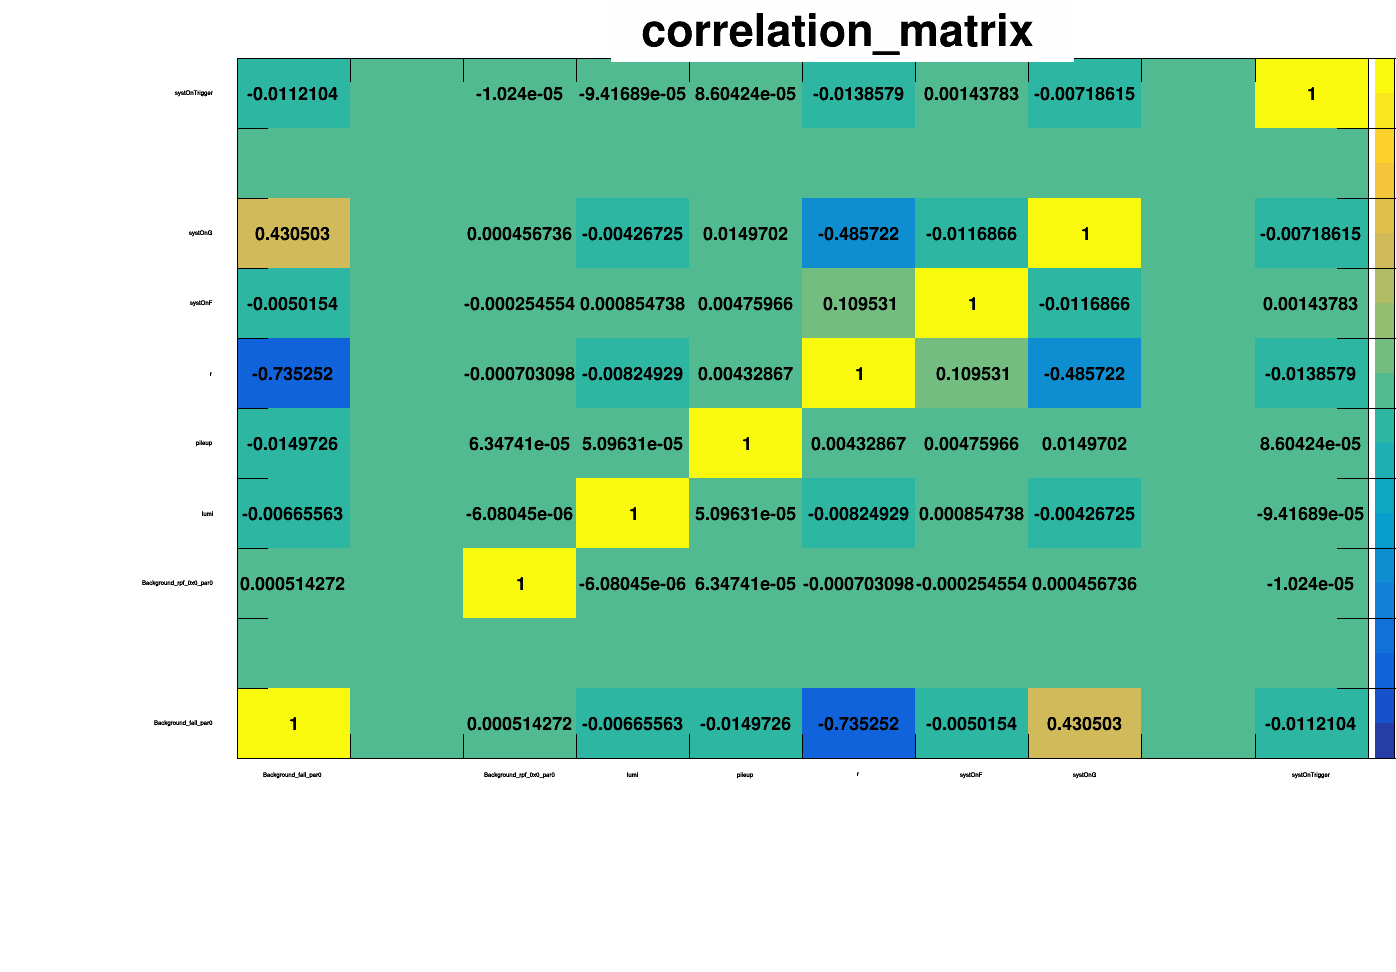 correlation_matrix
systOnTrigger -0.0112104 -1.024e-05 -9.41689e-05 8.60424e-05 -0.0138579 0.00143783 -0.00718615 1
systOnG 0.430503 0.000456736 -0.00426725 0.0149702 -0.485722 -0.0116866 1 -0.00718615
systOnF -0.0050154 -0.000254554 0.000854738 0.00475966 0.109531 1 -0.0116866 0.00143783
r -0.735252 -0.000703098 -0.00824929 0.00432867 1 0.109531 -0.485722 -0.0138579
pileup -0.0149726 6.34741e-05 5.09631e-05 1 0.00432867 0.00475966 0.0149702 8.60424e-05
lumi -0.00665563 -6.08045e-06 1 5.09631e-05 -0.00824929 0.000854738 -0.00426725 -9.41689e-05
Background_rpf_0x0_par0 0.000514272 1 -6.08045e-06 6.34741e-05 -0.000703098 -0.000254554 0.000456736 -1.024e-05
Background_fail_par0 1 0.000514272 -0.00665563 -0.0149726 -0.735252 -0.0050154 0.430503 -0.0112104
Background_fail_par0 Background_rpf_0x0_par0 lumi pileup r systOnF systOnG systOnTrigger